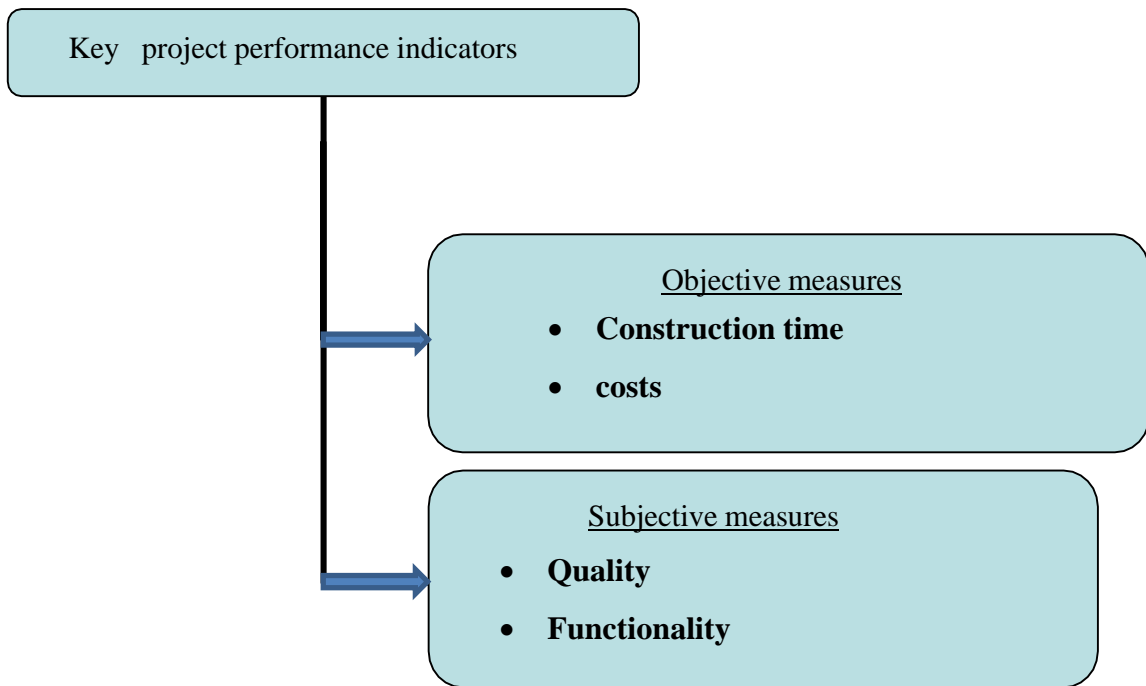 Key project performance indicators
Objective measures
• Construction time
• costs
Subjective measures
• Quality
• Functionality